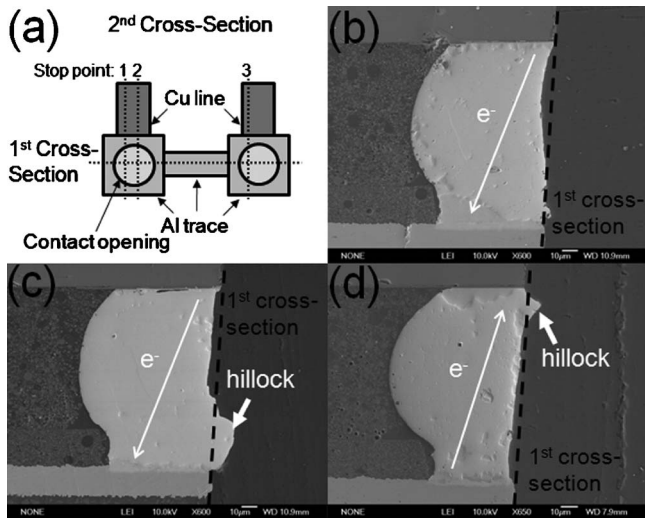 (a)
2nd Cross-Section
Stop point: 1 2 3
Cu line
1st Cross-
Section
Al trace
Contact opening
(b)
e-
1st cross-
section
NONE LEI 10.0kV X600 10µm WD 10.9mm
(c)
1st cross-
section
e-
hillock
NONE LEI 10.0kV X600 10µm WD 10.9mm
(d)
e-
hillock
1st cross-
section
NONE LEI 10.0kV X650 10µm WD 7.9mm